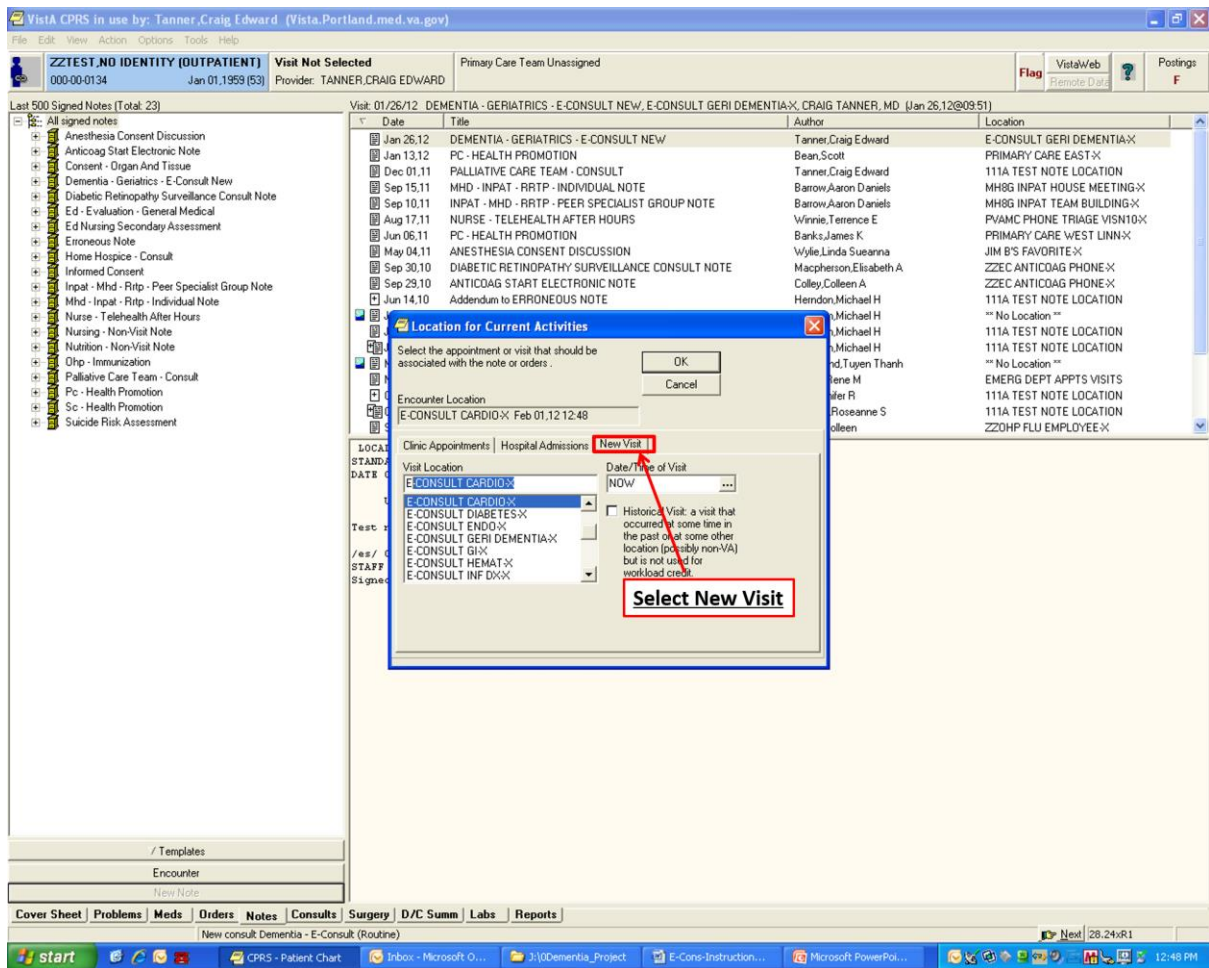 VistA CPRS in use by: Tanner,Craig Edward (Vista.Portland.med.va.gov)
File Edit View Action Options Tools Help
ZZTEST,NO IDENTITY (OUTPATIENT) Visit Not Selected Primary Care Team Unassigned Flag VistaWeb Postings
000-00-0134 Jan 01,1959 (53) Provider: TANNER,CRAIG EDWARD Remote Data ? F
Last 500 Signed Notes (Total: 23) Visit: 01/26/12 DEMENTIA - GERIATRICS - E-CONSULT NEW, E-CONSULT GERI DEMENTIA-X, CRAIG TANNER, MD (Jan 26,12@09:51)
All signed notes
Anesthesia Consent Discussion
Anticoag Start Electronic Note
Consent - Organ And Tissue
Dementia - Geriatrics - E-Consult New
Diabetic Retinopathy Surveillance Consult Note
Ed - Evaluation - General Medical
Ed Nursing Secondary Assessment
Erroneous Note
Home Hospice - Consult
Informed Consent
Inpat - Mhd - Rrtp - Peer Specialist Group Note
Mhd - Inpat - Rrtp - Individual Note
Nurse - Telehealth After Hours
Nursing - Non-Visit Note
Nutrition - Non-Visit Note
Ohp - Immunization
Palliative Care Team - Consult
Pc - Health Promotion
Sc - Health Promotion
Suicide Risk Assessment
Date Title Author Location
Jan 26,12 DEMENTIA - GERIATRICS - E-CONSULT NEW Tanner,Craig Edward E-CONSULT GERI DEMENTIA-X
Jan 13,12 PC - HEALTH PROMOTION Bean,Scott PRIMARY CARE EAST-X
Dec 01,11 PALLIATIVE CARE TEAM - CONSULT Tanner,Craig Edward 111A TEST NOTE LOCATION
Sep 15,11 MHD - INPAT - RRTP - INDIVIDUAL NOTE Barrow,Aaron Daniels MH8G INPAT HOUSE MEETING-X
Sep 10,11 INPAT - MHD - RRTP - PEER SPECIALIST GROUP NOTE Barrow,Aaron Daniels MH8G INPAT TEAM BUILDING-X
Aug 17,11 NURSE - TELEHEALTH AFTER HOURS Winnie,Terrence E PVAMC PHONE TRIAGE VISN10-X
Jun 06,11 PC - HEALTH PROMOTION Banks,James K PRIMARY CARE WEST LINN-X
May 04,11 ANESTHESIA CONSENT DISCUSSION Wylie,Linda Sueanna JIM B'S FAVORITE-X
Sep 30,10 DIABETIC RETINOPATHY SURVEILLANCE CONSULT NOTE Macpherson,Elisabeth A ZZEC ANTICOAG PHONE-X
Sep 29,10 ANTICOAG START ELECTRONIC NOTE Colley,Colleen A ZZEC ANTICOAG PHONE-X
Jun 14,10 Addendum to ERRONEOUS NOTE Herndon,Michael H 111A TEST NOTE LOCATION
J ,Michael H ** No Location **
J ,Michael H 111A TEST NOTE LOCATION
J ,Michael H 111A TEST NOTE LOCATION
,Tuyen Thanh ** No Location **
EMERG DEPT APPTS VISITS
111A TEST NOTE LOCATION
,Roseanne S 111A TEST NOTE LOCATION
ZZOHP FLU EMPLOYEE-X
Location for Current Activities
Select the appointment or visit that should be
associated with the note or orders .
OK
Cancel
Encounter Location
E-CONSULT CARDIO-X Feb 01,12 12:48
Clinic Appointments Hospital Admissions New Visit
Visit Location Date/Time of Visit
E-CONSULT CARDIO-X NOW ...
E-CONSULT CARDIO-X
E-CONSULT DIABETES-X
E-CONSULT ENDO-X
E-CONSULT GERI DEMENTIA-X
E-CONSULT GI-X
E-CONSULT HEMAT-X
E-CONSULT INF DX-X
Historical Visit: a visit that
occurred at some time in
the past or at some other
location (possibly non-VA)
but is not used for
workload credit.
Select New Visit
LOCA
STANDA
DATE
Test
/es/
STAFF
Signed
/ Templates
Encounter
New Note
Cover Sheet Problems Meds Orders Notes Consults Surgery D/C Summ Labs Reports
New consult Dementia - E-Consult (Routine) Next 28.24xR1
start CPRS - Patient Chart Inbox - Microsoft O... J:\0Dementia_Project E-Cons-Instruction... Microsoft PowerPoi... 12:48 PM